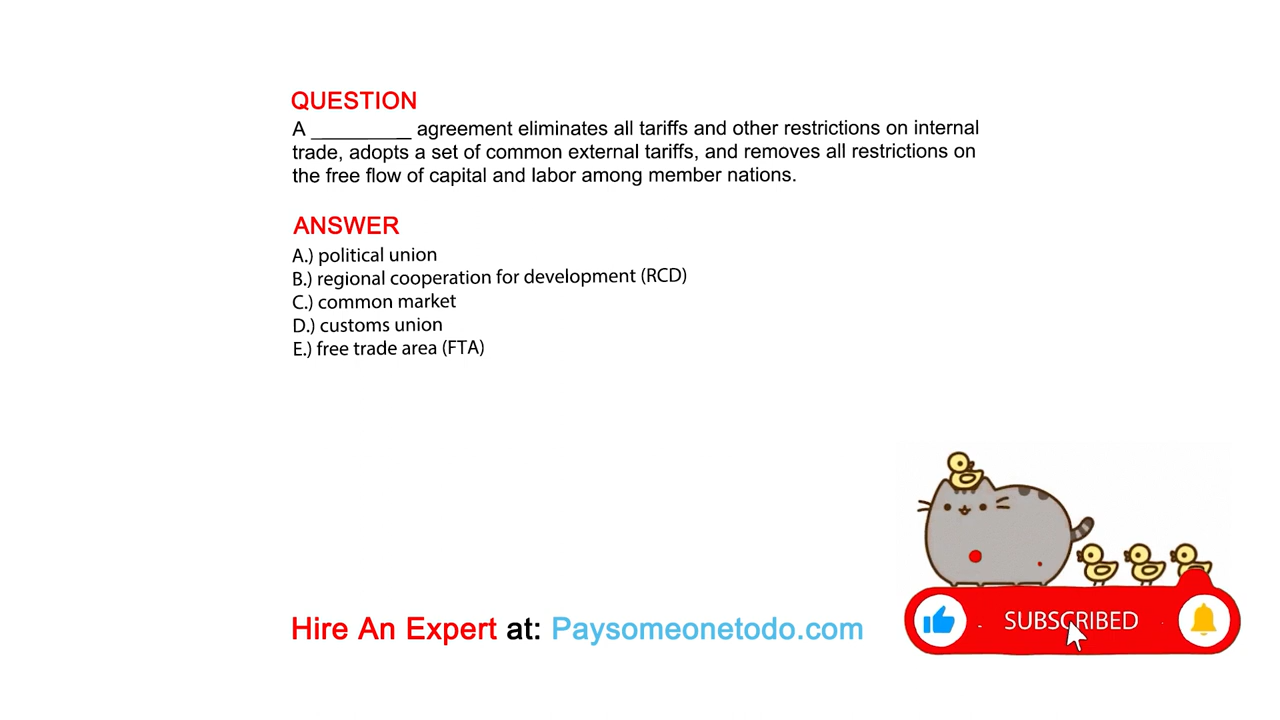 QUESTION
A _________ agreement eliminates all tariffs and other restrictions on internal
trade, adopts a set of common external tariffs, and removes all restrictions on
the free flow of capital and labor among member nations.
ANSWER
A.) political union
B.) regional cooperation for development (RCD)
C.) common market
D.) customs union
E.) free trade area (FTA)
Hire An Expert at: Paysomeonetodo.com
SUBSCRIBED